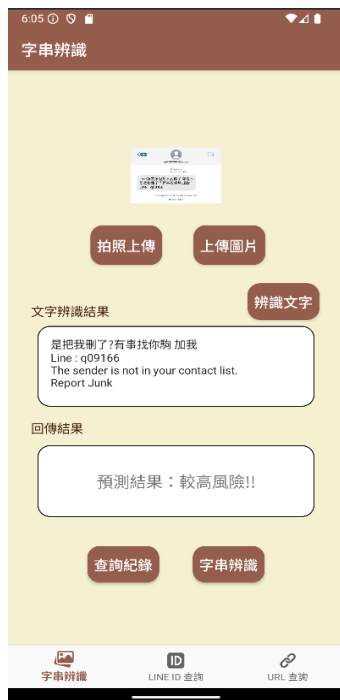 6:05
字串辨識
拍照上傳
上傳圖片
辨識文字
文字辨識結果
是把我刪了?有事找你駒 加我
Line : q09166
The sender is not in your contact list.
Report Junk
回傳結果
預測結果：較高風險!!
查詢紀錄
字串辨識
字串辨識
ID
LINE ID 查詢
URL 查詢